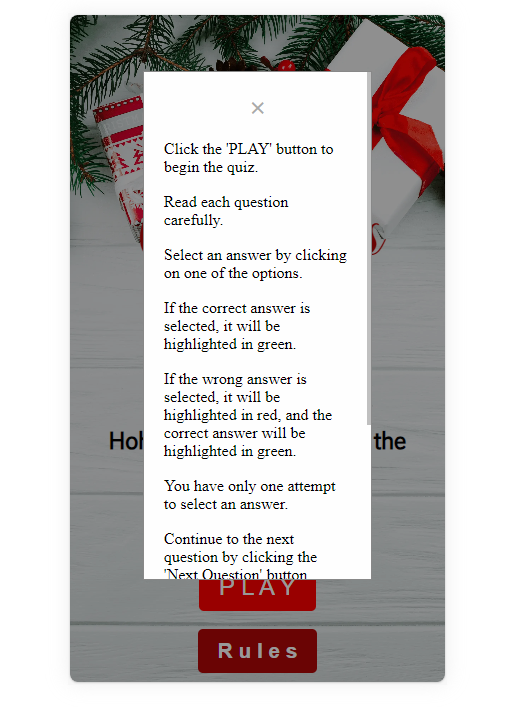 ×
Click the 'PLAY' button to
begin the quiz.
Read each question
carefully.
Select an answer by clicking
on one of the options.
If the correct answer is
selected, it will be
highlighted in green.
If the wrong answer is
selected, it will be
highlighted in red, and the
correct answer will be
highlighted in green.
You have only one attempt
to select an answer.
Hoh the
Continue to the next
question by clicking the
'Next Question' button
PLAY
Rules